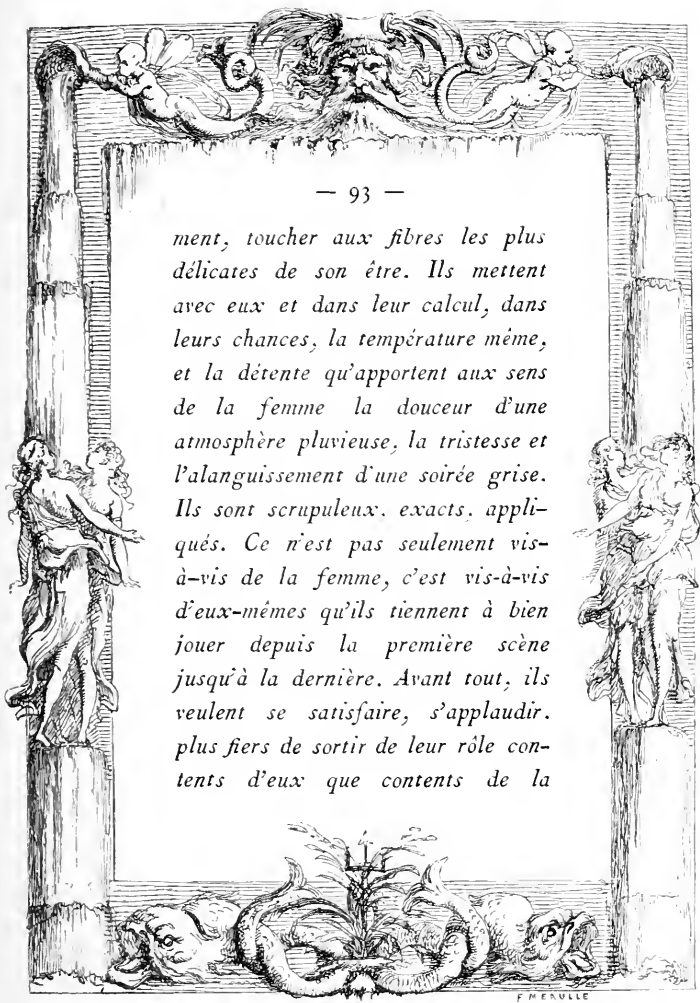 — 93 —
ment, toucher aux fibres les plus
délicates de son être. Ils mettent
avec eux et dans leur calcul, dans
leurs chances, la température même,
et la détente qu'apportent aux sens
de la femme la douceur d'une
atmosphère pluvieuse, la tristesse et
l'alanguissement d'une soirée grise.
Ils sont scrupuleux, exacts, appli-
qués. Ce n'est pas seulement vis-
à-vis de la femme, c'est vis-à-vis
d'eux-mêmes qu'ils tiennent à bien
jouer depuis la première scène
jusqu'à la dernière. Avant tout, ils
veulent se satisfaire, s'applaudir.
plus fiers de sortir de leur rôle con-
tents d'eux que contents de la
F MERULLE